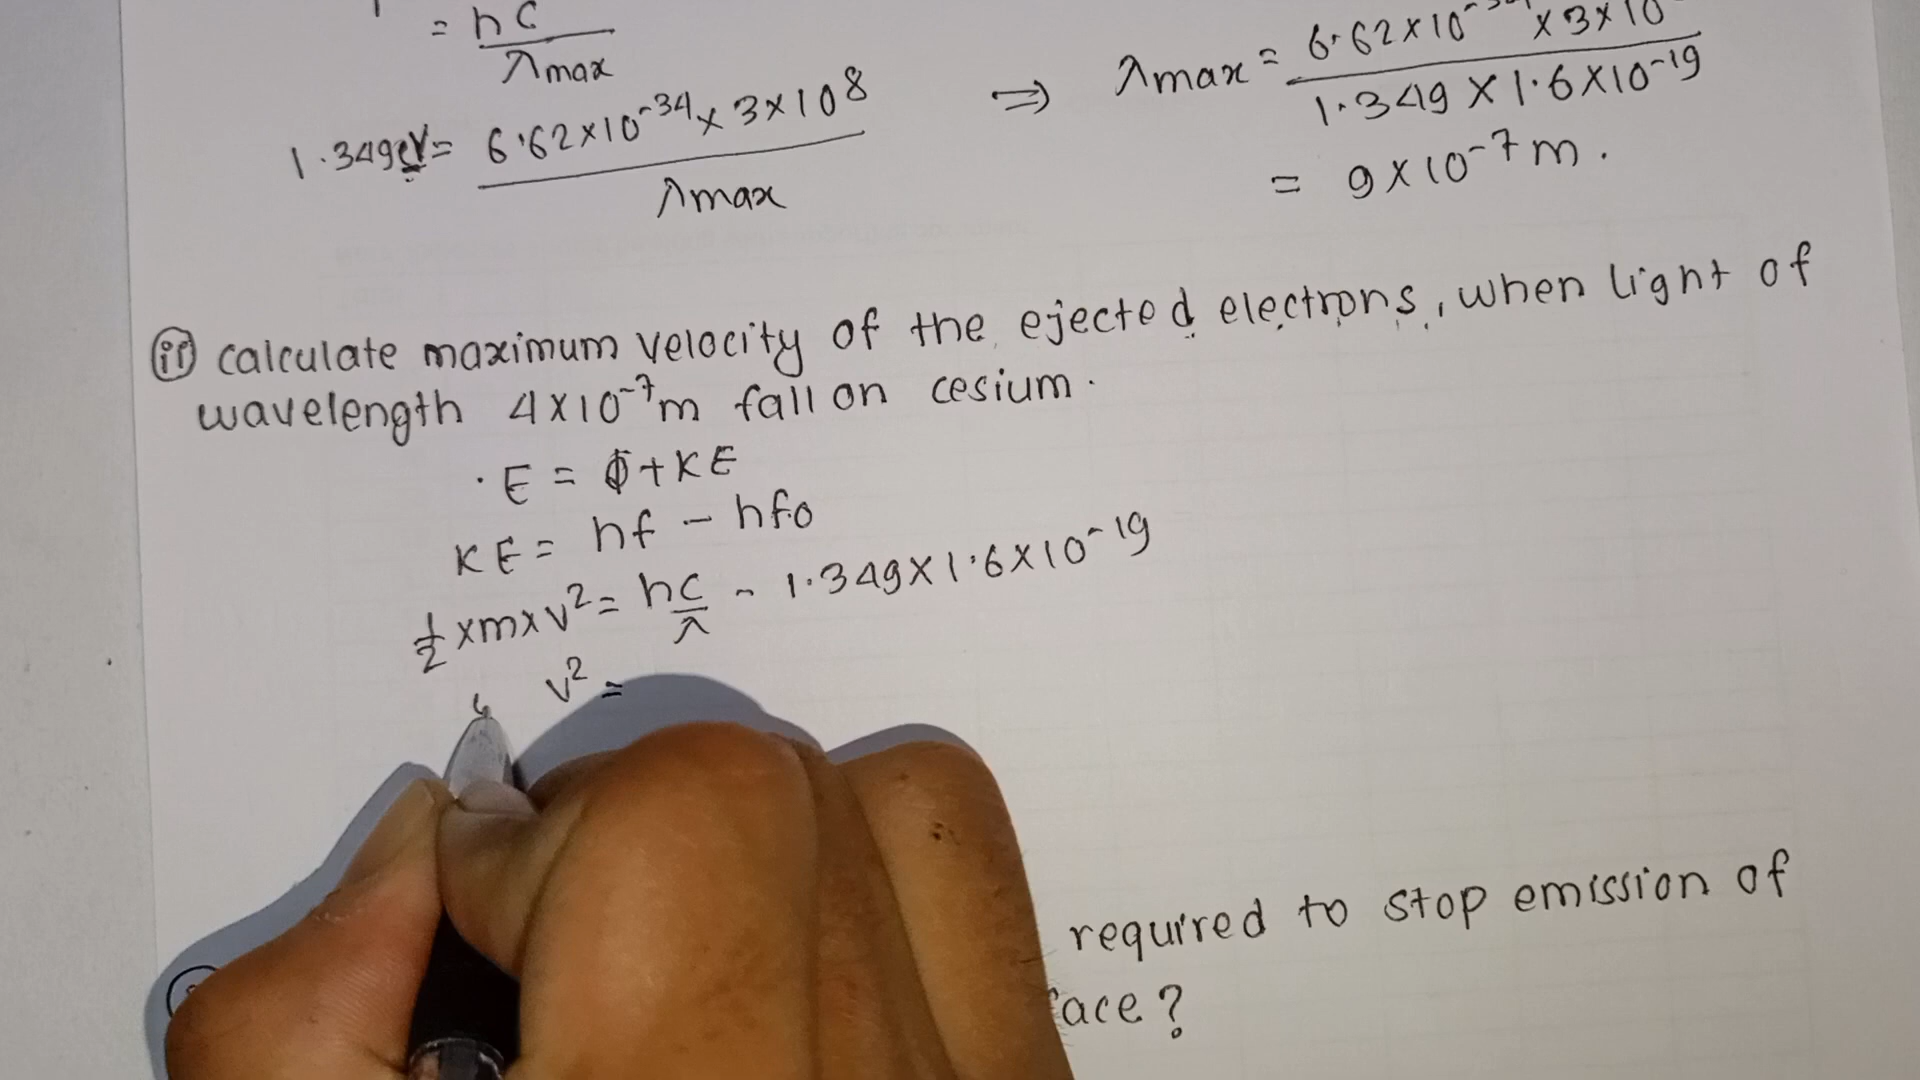 = hc
λmax
1.349eV= 6.62×10-34 × 3×108
λmax
⇒ λmax = 6.62×10-34 ×3×10
1.349 × 1.6×10-19
= 9×10-7 m.
(ii) calculate maximum velocity of the ejected electrons, when light of
wavelength 4×10-7m fall on cesium.
E = ϕ+KE
KE = hf - hfo
1/2 ×m×v2= hc/λ - 1.349×1.6×10-19
v2 =
required to stop emission of
face?